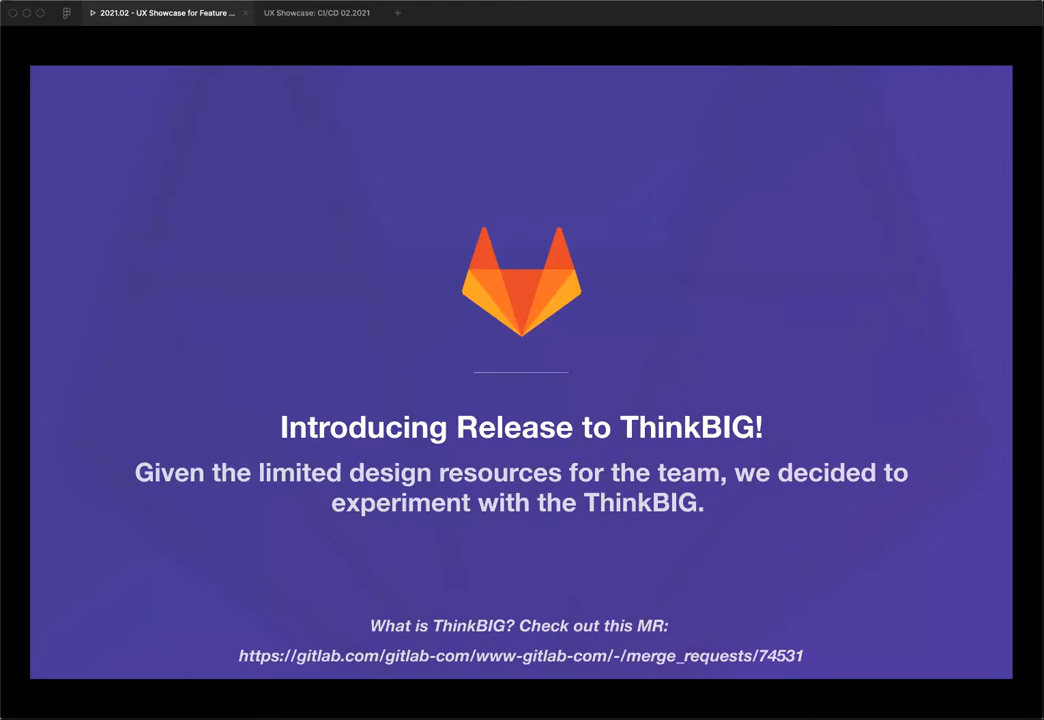 2021.02 - UX Showcase for Feature ...
UX Showcase: CI/CD 02.2021
Introducing Release to ThinkBIG!
Given the limited design resources for the team, we decided to
experiment with the ThinkBIG.
What is ThinkBIG? Check out this MR:
https://gitlab.com/gitlab-com/www-gitlab-com/-/merge_requests/74531